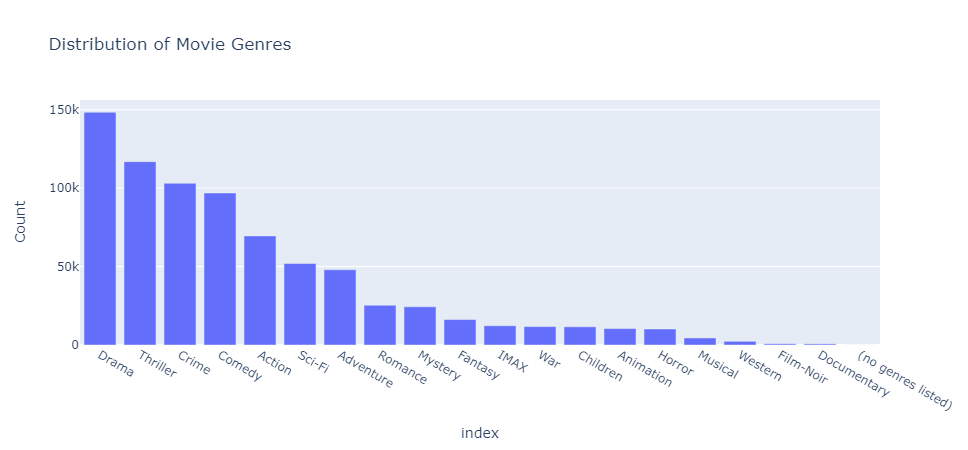 Distribution of Movie Genres
150k
100k
50k
0
Count
Drama
Thriller
Crime
Comedy
Action
Sci-Fi
Adventure
Romance
Mystery
Fantasy
IMAX
War
Children
Animation
Horror
Musical
Western
Film-Noir
Documentary
(no genres listed)
index